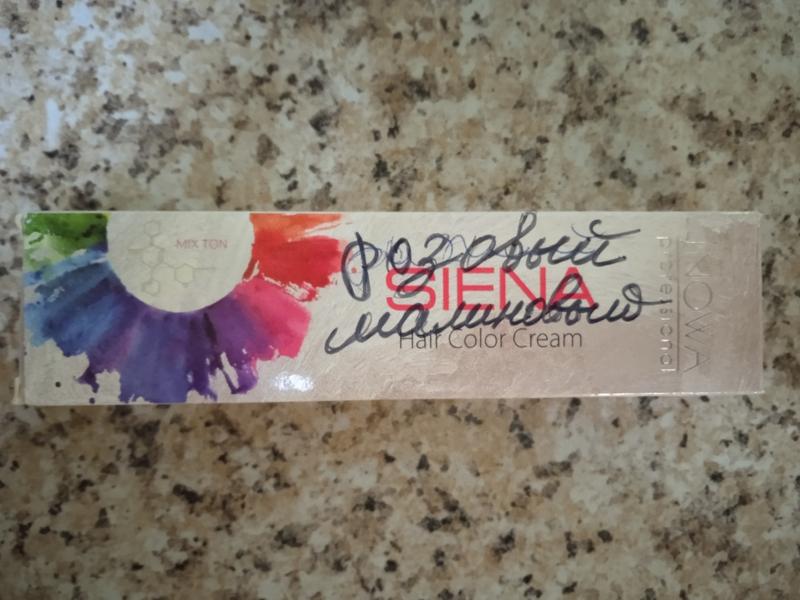 MIX TON
розовый
SIENA
малиновый
Hair Color Cream
professional